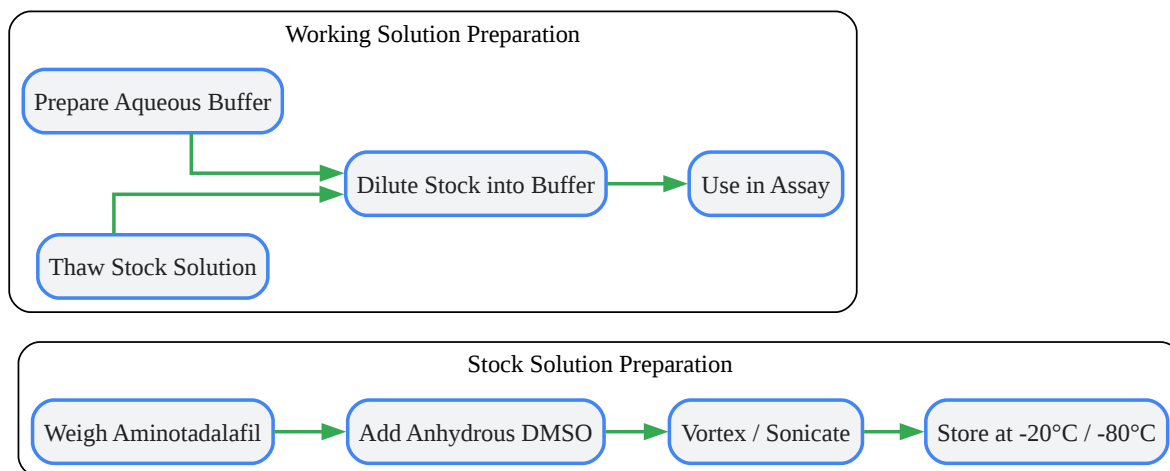 Working Solution Preparation
Prepare Aqueous Buffer
Dilute Stock into Buffer
Use in Assay
Thaw Stock Solution
Stock Solution Preparation
Weigh Aminotadalafil
Add Anhydrous DMSO
Vortex / Sonicate
Store at -20°C / -80°C